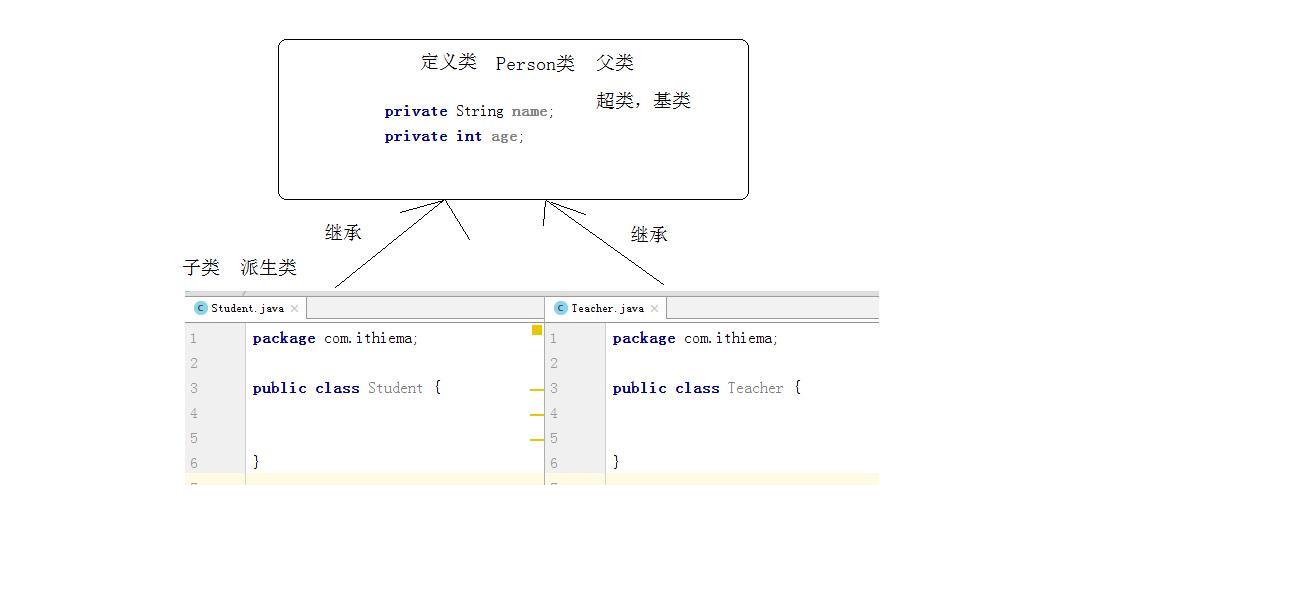 定义类 Person类 父类
超类，基类
private String name;
private int age;
继承
继承
子类 派生类
Student.java
1 package com.ithiema;
2
3 public class Student {
4
5
6 }
Teacher.java
1 package com.ithiema;
2
3 public class Teacher {
4
5
6 }